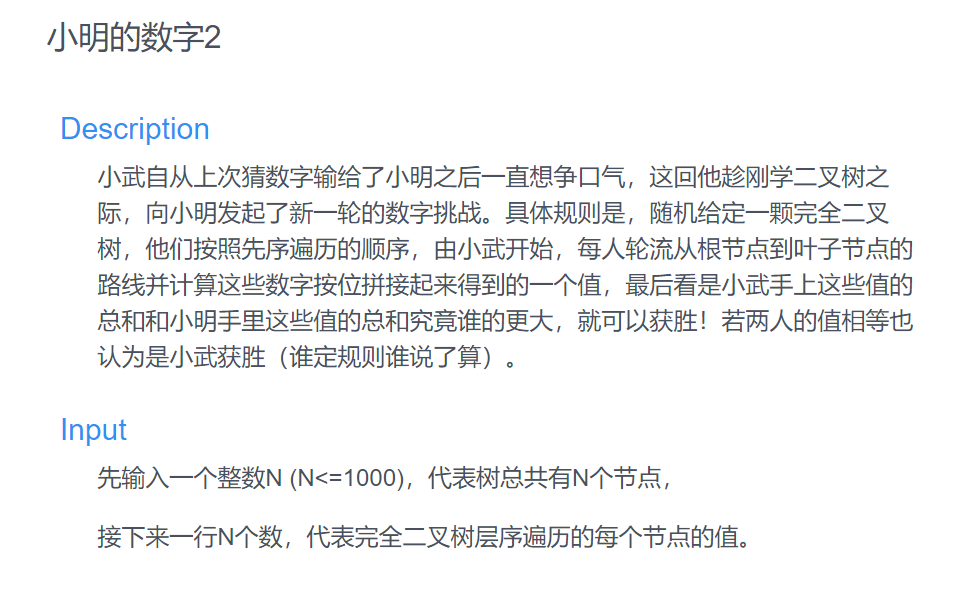 小明的数字2
Description
小武自从上次猜数字输给了小明之后一直想争口气，这回他趁刚学二叉树之
际，向小明发起了新一轮的数字挑战。具体规则是，随机给定一颗完全二叉
树，他们按照先序遍历的顺序，由小武开始，每人轮流从根节点到叶子节点的
路线并计算这些数字按位拼接起来得到的一个值，最后看是小武手上这些值的
总和和小明手里这些值的总和究竟谁的更大，就可以获胜！若两人的值相等也
认为是小武获胜（谁定规则谁说了算）。
Input
先输入一个整数N (N<=1000)，代表树总共有N个节点，
接下来一行N个数，代表完全二叉树层序遍历的每个节点的值。